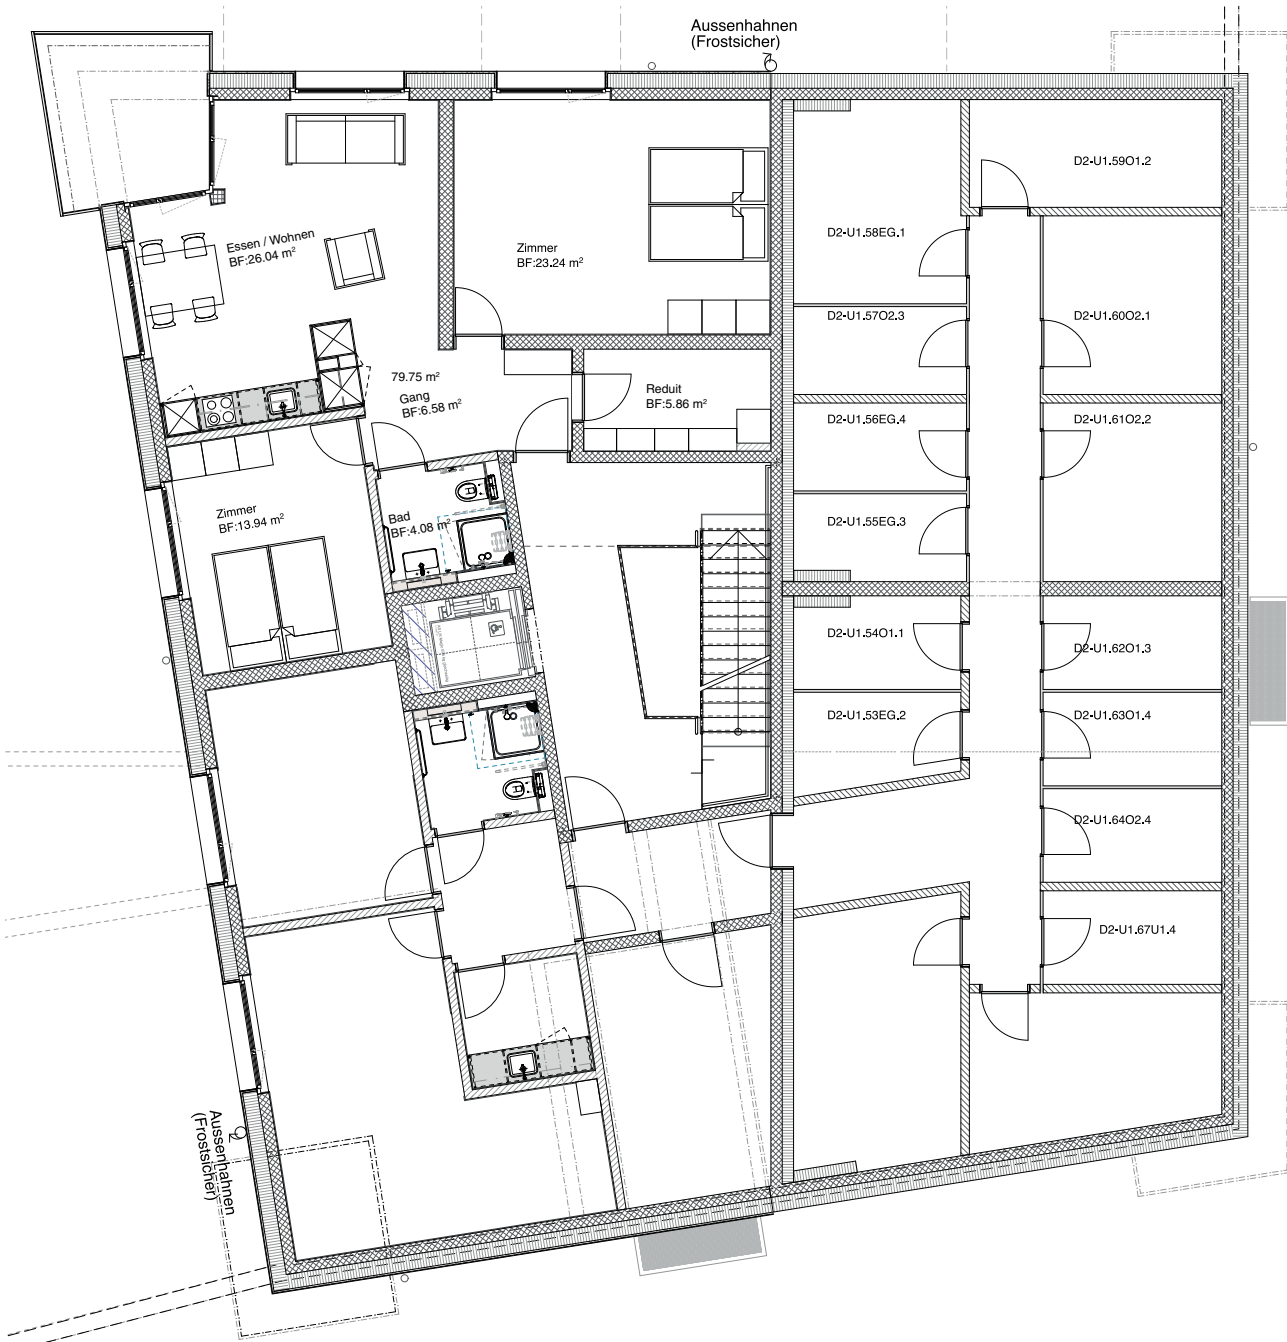 Aussenhahnen
(Frostsicher)
D2-U1.59O1.2
D2-U1.58EG.1
Essen / Wohnen
BF:26.04 m²
Zimmer
BF:23.24 m²
D2-U1.57O2.3
D2-U1.60O2.1
79.75 m²
Gang
BF:6.58 m²
Reduit
BF:5.86 m²
D2-U1.56EG.4
D2-U1.61O2.2
Zimmer
BF:13.94 m²
Bad
BF:4.08 m²
D2-U1.55EG.3
D2-U1.54O1.1
D2-U1.62O1.3
D2-U1.53EG.2
D2-U1.63O1.4
D2-U1.64O2.4
D2-U1.67U1.4
Aussenhahnen
(Frostsicher)